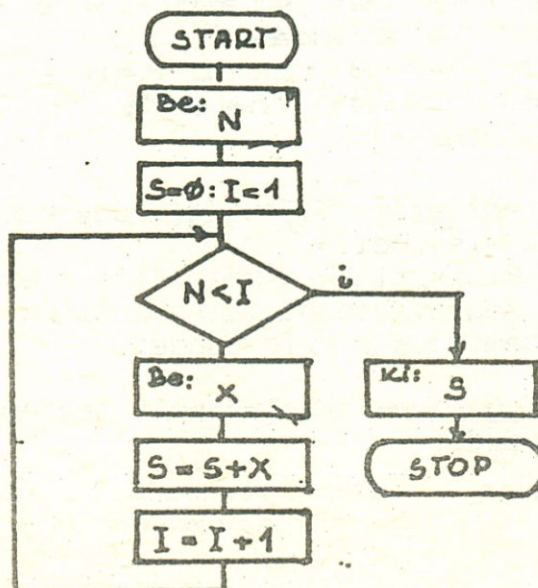 START
Be: N
S=Ø: I=1
N<I
i
Be: X
Ki: S
S=S+X
STOP
I=I+1